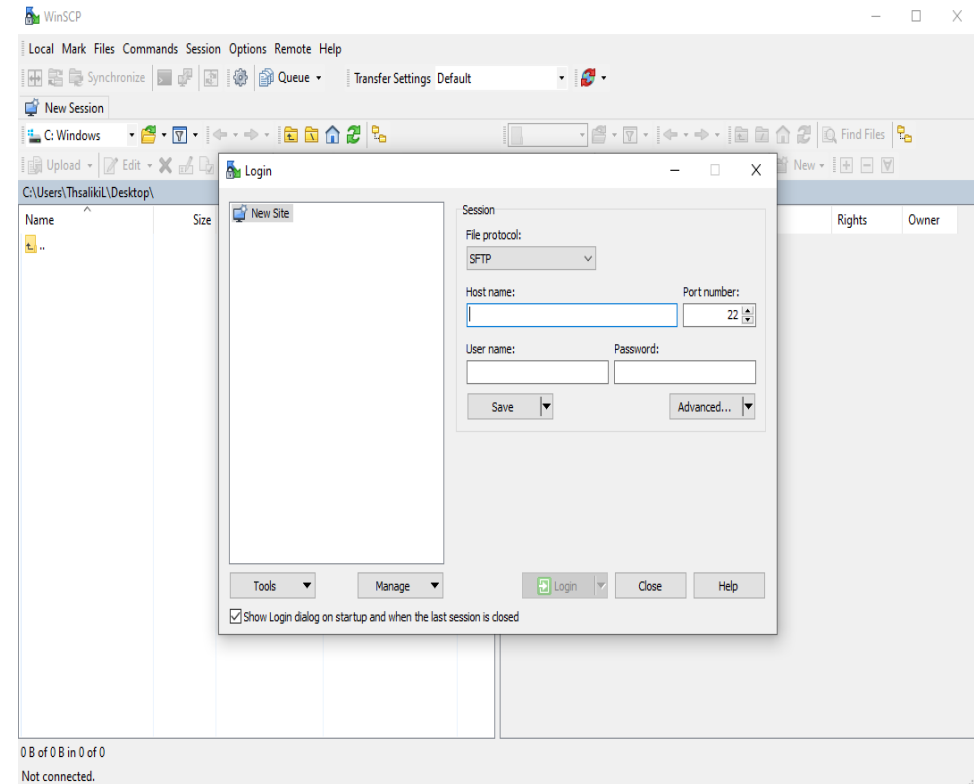 WinSCP
Local Mark Files Commands Session Options Remote Help
Synchronize Queue Transfer Settings Default
New Session
C: Windows Find Files
Upload Edit New
Login
C:\Users\ThsalikiL\Desktop\
Name Size Rights Owner
..
New Site
Session
File protocol:
SFTP
Host name: Port number:
22
User name: Password:
Save Advanced...
Tools Manage Login Close Help
Show Login dialog on startup and when the last session is closed
0 B of 0 B in 0 of 0
Not connected.